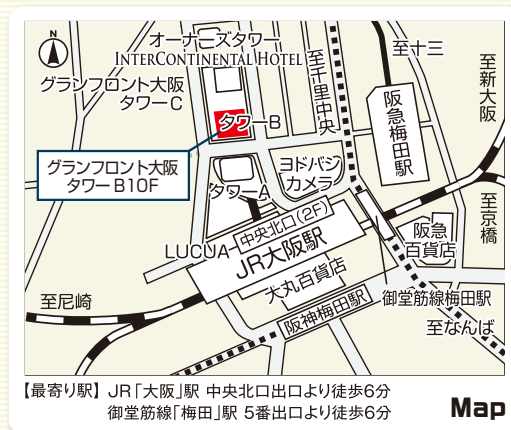 N
オーナーズタワー
INTERCONTINENTAL HOTEL
グランフロント大阪
タワーC
タワーB
グランフロント大阪
タワーB10F
タワーA
ヨドバシ
カメラ
至千里中央
至十三
至新大阪
阪急梅田駅
至京橋
阪急
百貨店
中央北口(2F)
LUCUA
JR大阪駅
大丸百貨店
御堂筋線梅田駅
阪神梅田駅
至なんば
至尼崎
【最寄り駅】 JR「大阪」駅 中央北口出口より徒歩6分
御堂筋線「梅田」駅 5番出口より徒歩6分
Map